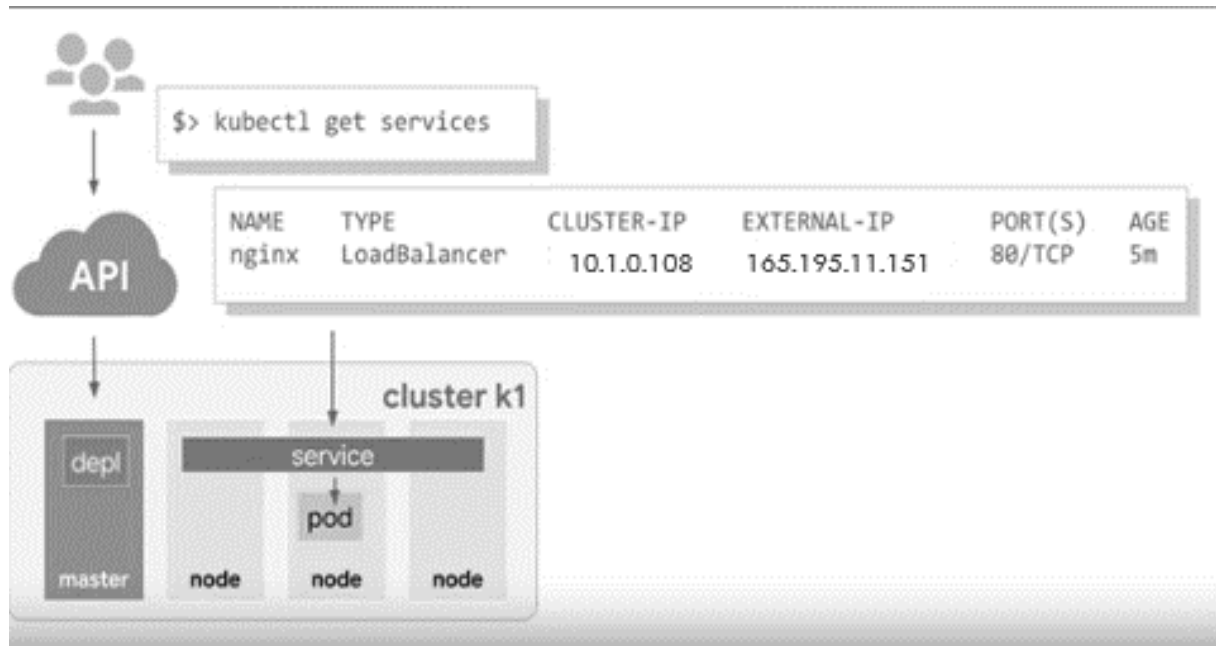 $> kubectl get services
NAME TYPE CLUSTER-IP EXTERNAL-IP PORT(S) AGE
nginx LoadBalancer 10.1.0.108 165.195.11.151 80/TCP 5m
API
cluster k1
depl
service
pod
master node node node